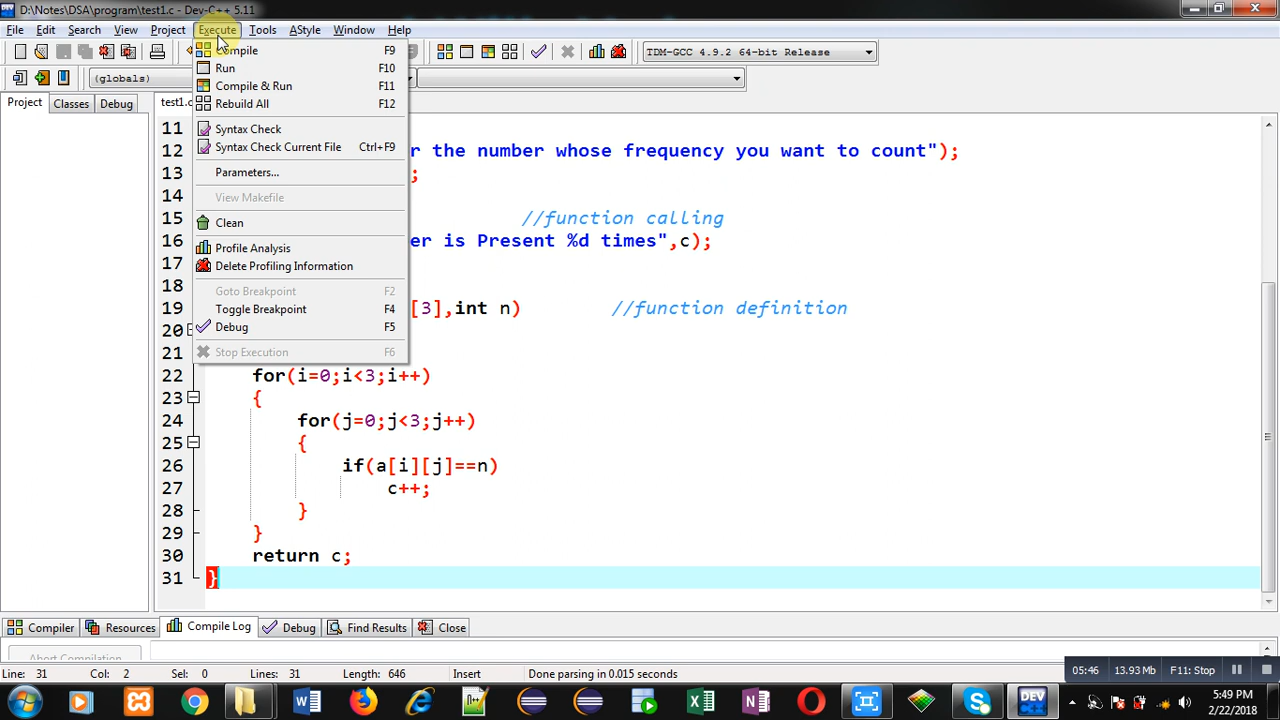 D:\Notes\DSA\program\test1.c - Dev-C++ 5.11
File Edit Search View Project Execute Tools AStyle Window Help
TDM-GCC 4.9.2 64-bit Release
(globals)
Project Classes Debug test1.c
Compile F9
Run F10
Compile & Run F11
Rebuild All F12
Syntax Check
Syntax Check Current File Ctrl+F9
Parameters...
View Makefile
Clean
Profile Analysis
Delete Profiling Information
Goto Breakpoint F2
Toggle Breakpoint F4
Debug F5
Stop Execution F6
11
12 r the number whose frequency you want to count");
13 ;
14
15 //function calling
16 er is Present %d times",c);
17
18
19 [3],int n) //function definition
20
21
22 for(i=0;i<3;i++)
23 {
24 for(j=0;j<3;j++)
25 {
26 if(a[i][j]==n)
27 c++;
28 }
29 }
30 return c;
31 }
Compiler Resources Compile Log Debug Find Results Close
Abort Compilation
Line: 31 Col: 2 Sel: 0 Lines: 31 Length: 646 Insert Done parsing in 0.015 seconds
05:46 13.93 Mb F11: Stop
DEV
5:49 PM
2/22/2018